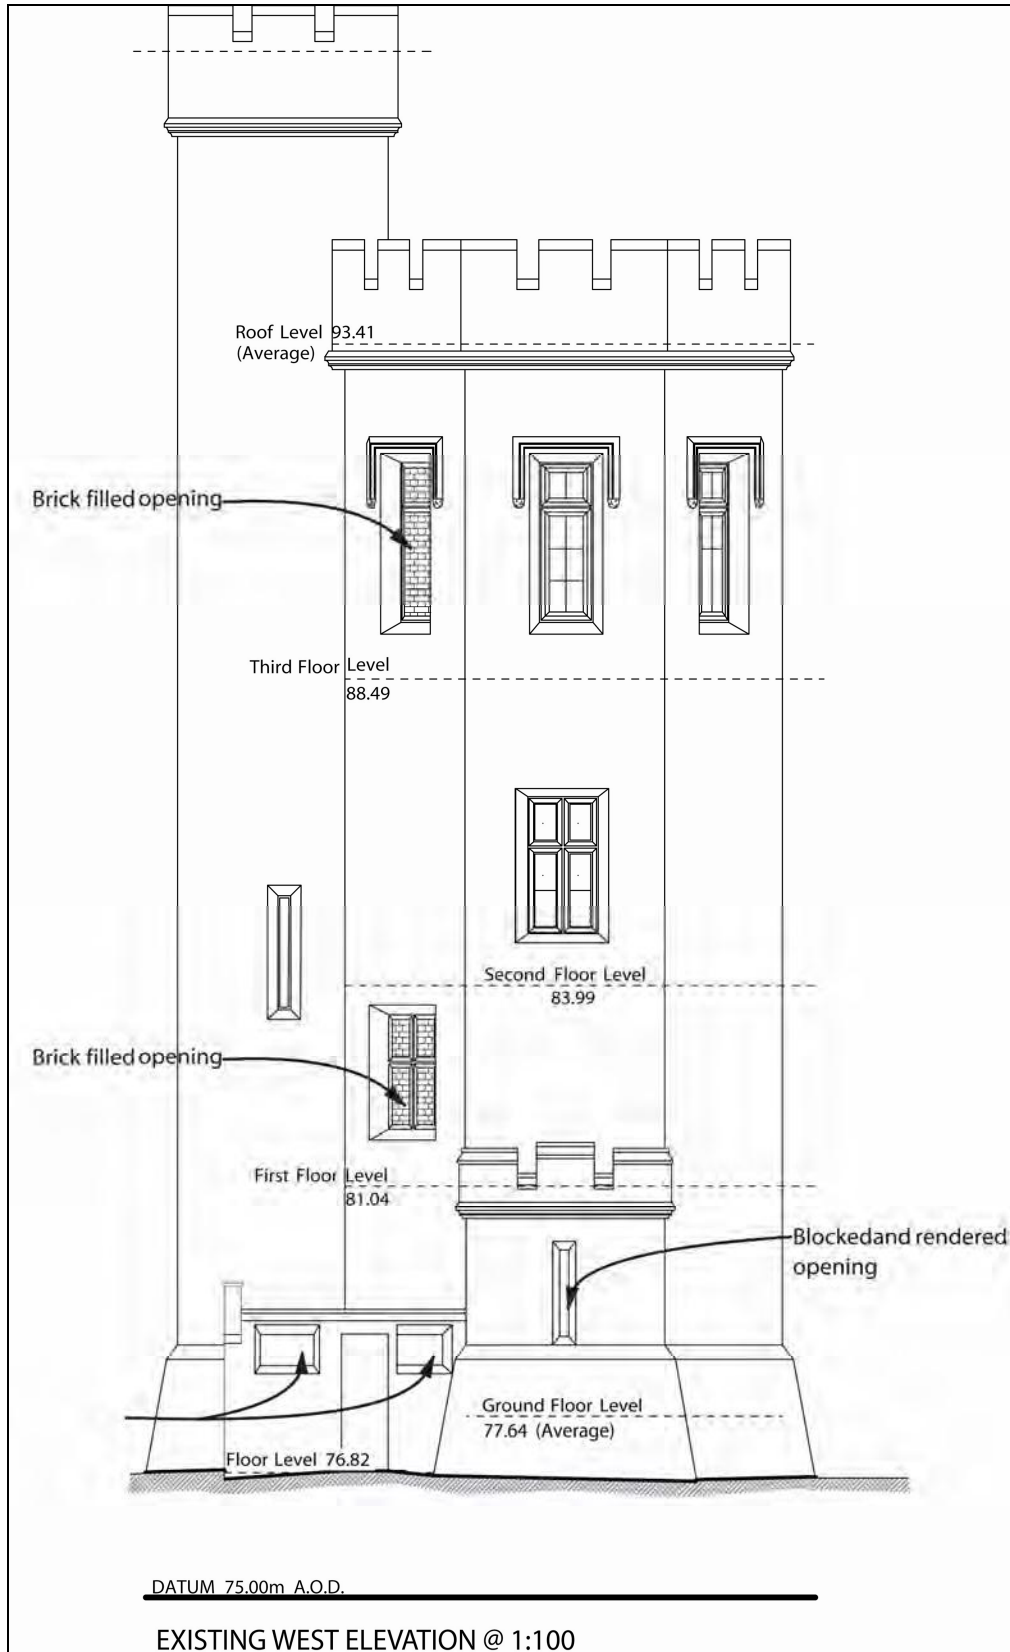 Roof Level 93.41
(Average)
Brick filled opening
Third Floor Level
88.49
Second Floor Level
83.99
Brick filled opening
First Floor Level
81.04
Blockedand rendered
opening
Ground Floor Level
77.64 (Average)
Floor Level 76.82
DATUM 75.00m A.O.D.
EXISTING WEST ELEVATION @ 1:100